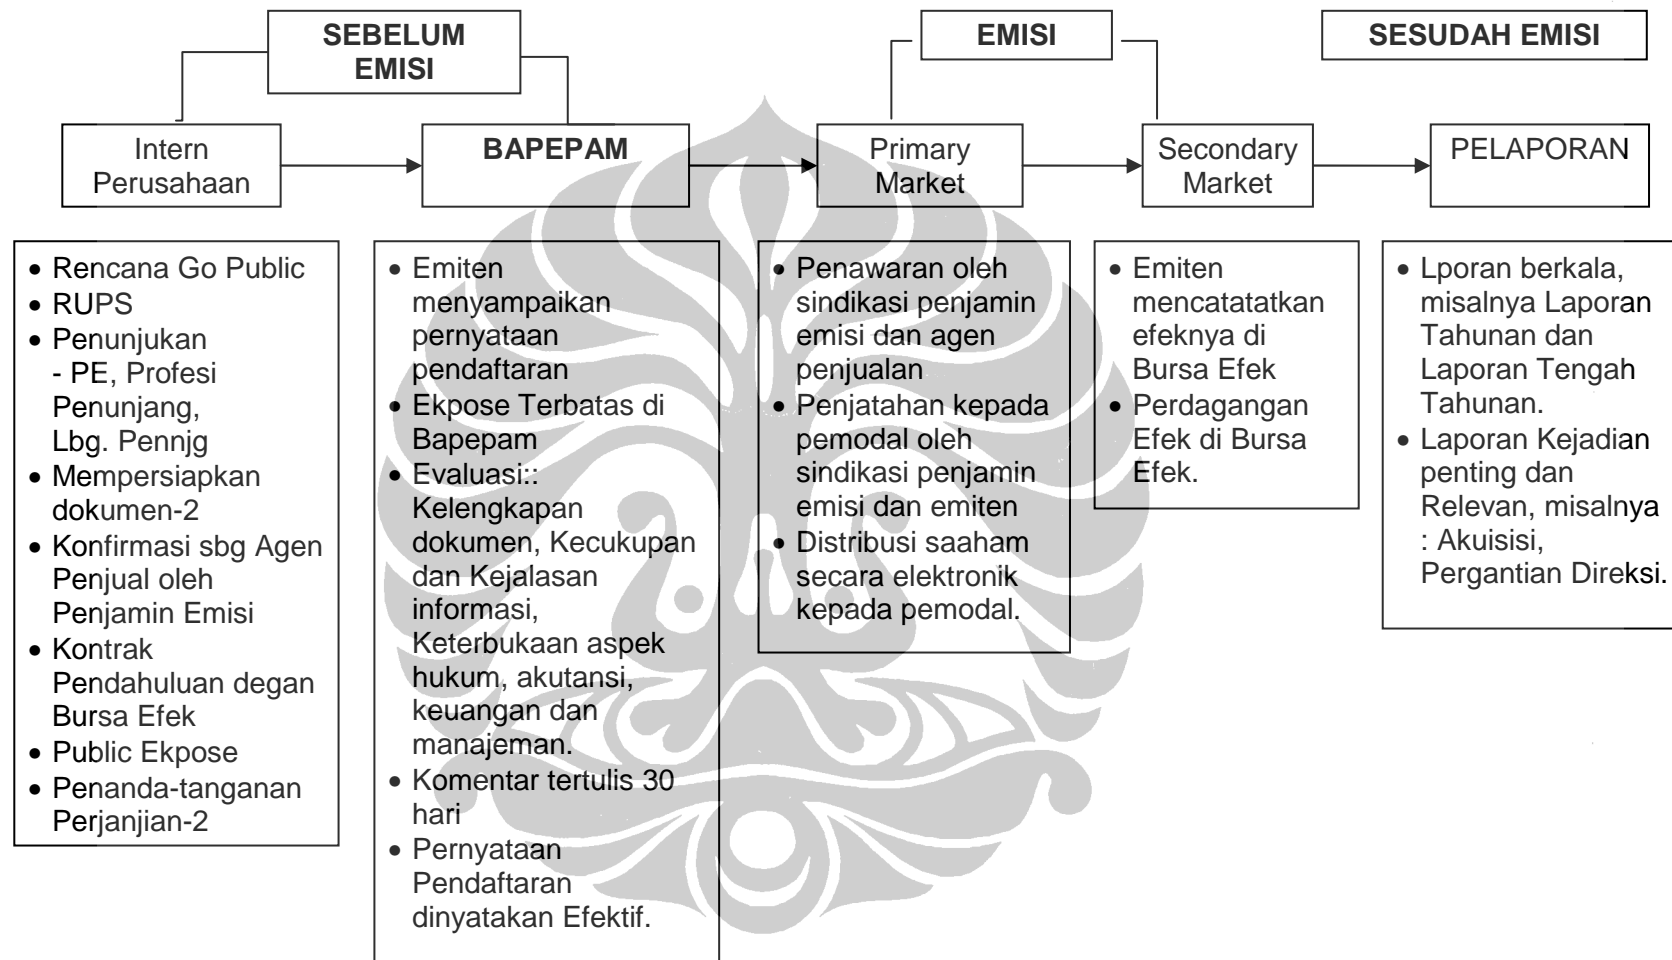 SEBELUM
EMISI
EMISI
SESUDAH EMISI
Intern
Perusahaan
BAPEPAM
Primary
Market
Secondary
Market
PELAPORAN
• Rencana Go Public
• RUPS
• Penunjukan
- PE, Profesi
Penunjang,
Lbg. Pennjg
• Mempersiapkan
dokumen-2
• Konfirmasi sbg Agen
Penjual oleh
Penjamin Emisi
• Kontrak
Pendahuluan degan
Bursa Efek
• Public Ekpose
• Penanda-tanganan
Perjanjian-2
• Emiten
menyampaikan
pernyataan
pendaftaran
• Ekpose Terbatas di
Bapepam
• Evaluasi::
Kelengkapan
dokumen, Kecukupan
dan Kejalasan
informasi,
Keterbukaan aspek
hukum, akutansi,
keuangan dan
manajeman.
• Komentar tertulis 30
hari
• Pernyataan
Pendaftaran
dinyatakan Efektif.
• Penawaran oleh
sindikasi penjamin
emisi dan agen
penjualan
• Penjatahan kepada
pemodal oleh
sindikasi penjamin
emisi dan emiten
• Distribusi saaham
secara elektronik
kepada pemodal.
• Emiten
mencatatatkan
efeknya di
Bursa Efek
• Perdagangan
Efek di Bursa
Efek.
• Lporan berkala,
misalnya Laporan
Tahunan dan
Laporan Tengah
Tahunan.
• Laporan Kejadian
penting dan
Relevan, misalnya
: Akuisisi,
Pergantian Direksi.